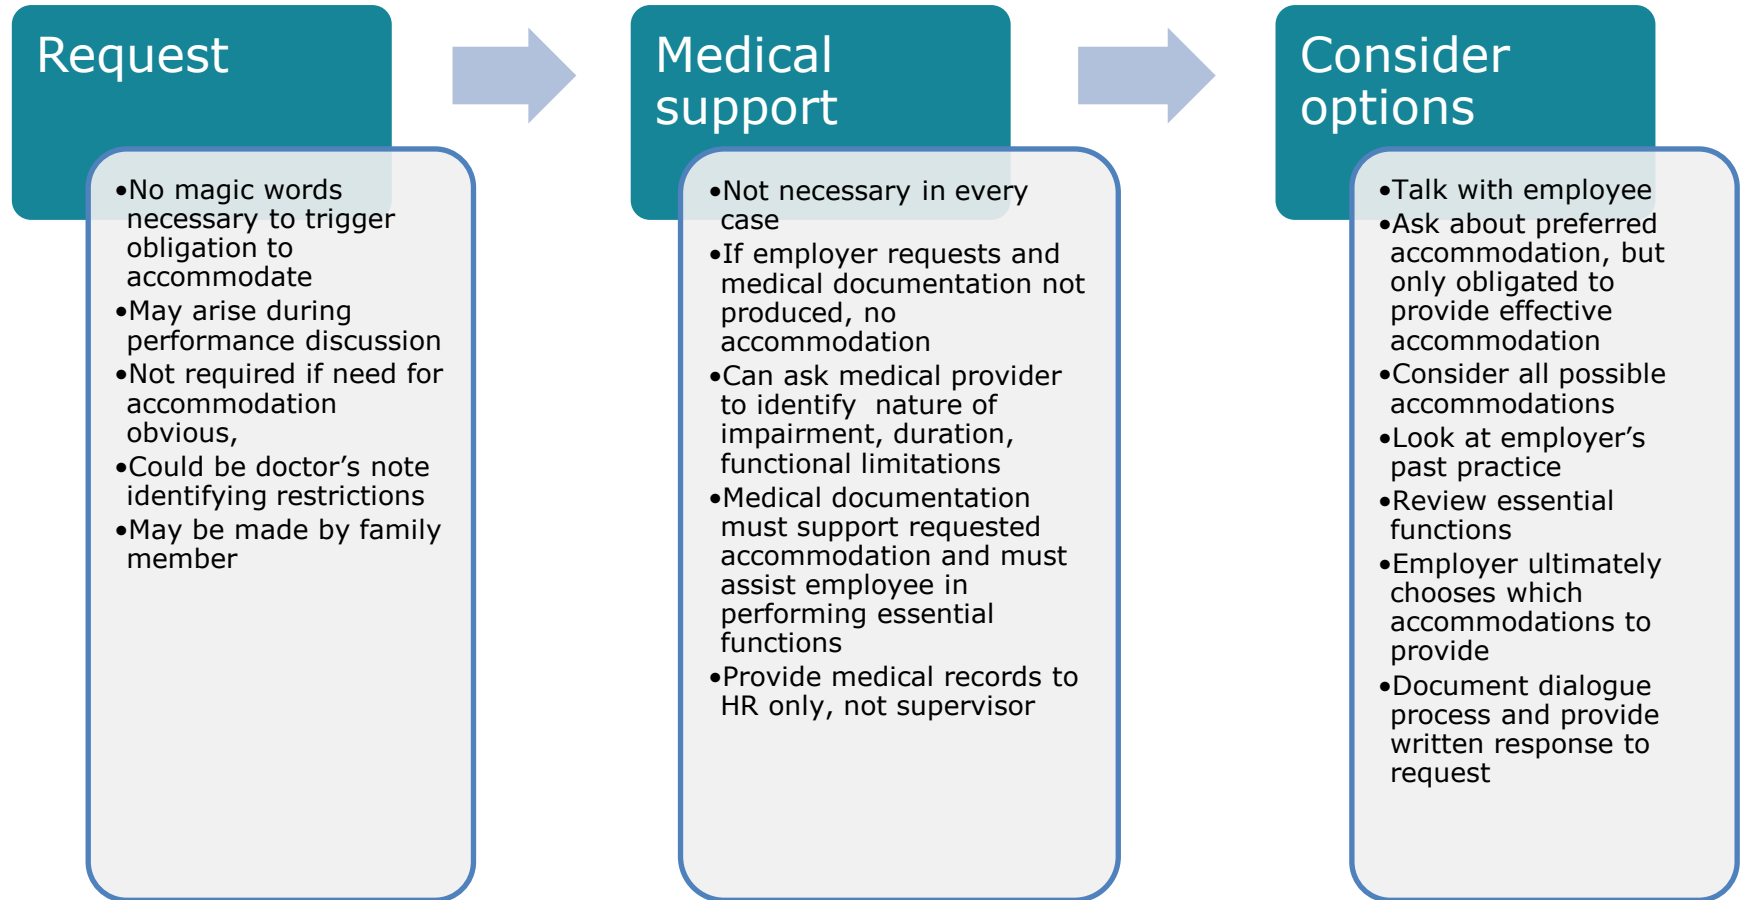 Request
•No magic words
necessary to trigger
obligation to
accommodate
•May arise during
performance discussion
•Not required if need for
accommodation
obvious,
•Could be doctor’s note
identifying restrictions
•May be made by family
member
Medical
support
•Not necessary in every
case
•If employer requests and
medical documentation not
produced, no
accommodation
•Can ask medical provider
to identify  nature of
impairment, duration,
functional limitations
•Medical documentation
must support requested
accommodation and must
assist employee in
performing essential
functions
•Provide medical records to
HR only, not supervisor
Consider
options
•Talk with employee
•Ask about preferred
accommodation, but
only obligated to
provide effective
accommodation
•Consider all possible
accommodations
•Look at employer’s
past practice
•Review essential
functions
•Employer ultimately
chooses which
accommodations to
provide
•Document dialogue
process and provide
written response to
request